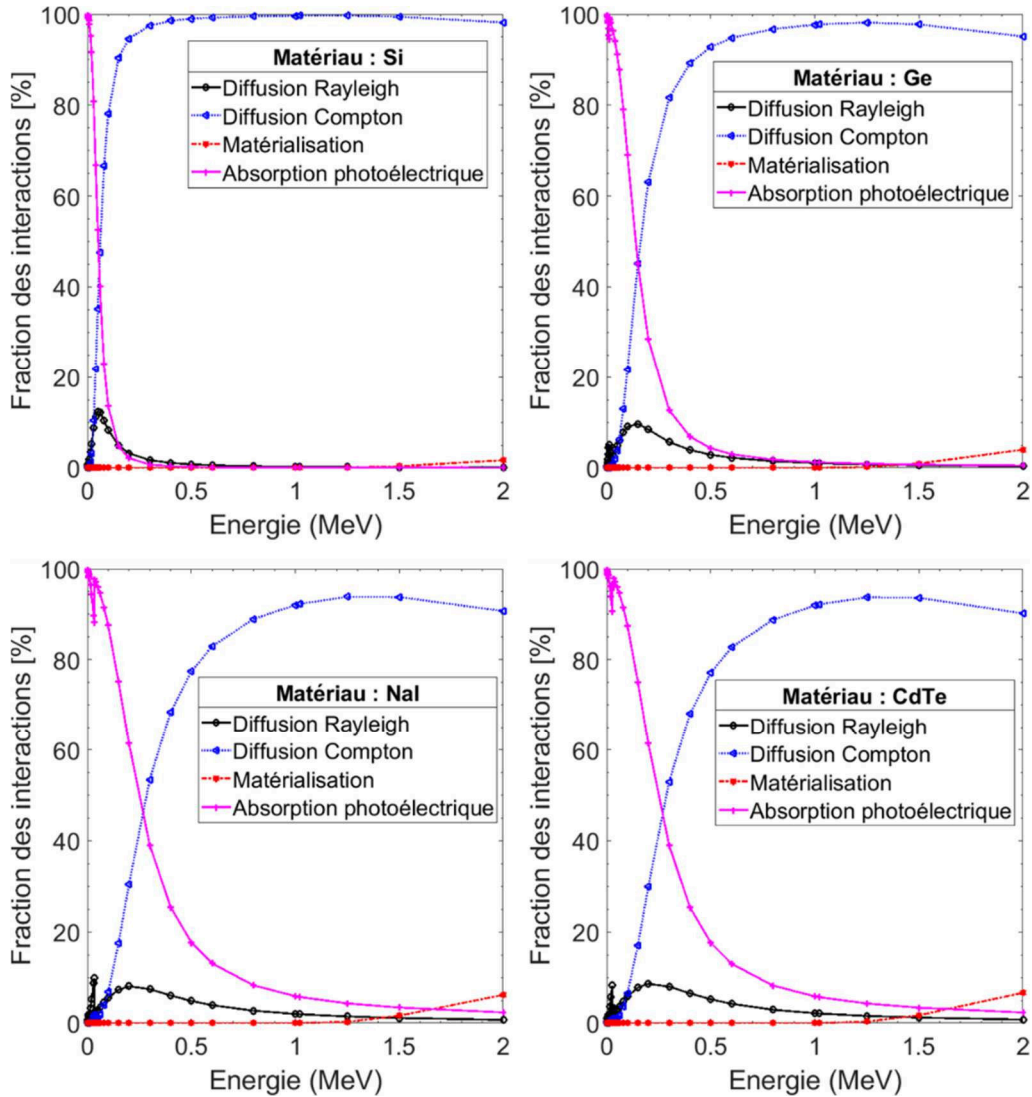 Fraction des interactions [%]
100
80
60
40
20
0
Matériau : Si
Diffusion Rayleigh
Diffusion Compton
Matérialisation
Absorption photoélectrique
0 0.5 1 1.5 2
Energie (MeV)
Fraction des interactions [%]
100
80
60
40
20
0
Matériau : Ge
Diffusion Rayleigh
Diffusion Compton
Matérialisation
Absorption photoélectrique
0 0.5 1 1.5 2
Energie (MeV)
Fraction des interactions [%]
100
80
60
40
20
0
Matériau : NaI
Diffusion Rayleigh
Diffusion Compton
Matérialisation
Absorption photoélectrique
0 0.5 1 1.5 2
Energie (MeV)
Fraction des interactions [%]
100
80
60
40
20
0
Matériau : CdTe
Diffusion Rayleigh
Diffusion Compton
Matérialisation
Absorption photoélectrique
0 0.5 1 1.5 2
Energie (MeV)